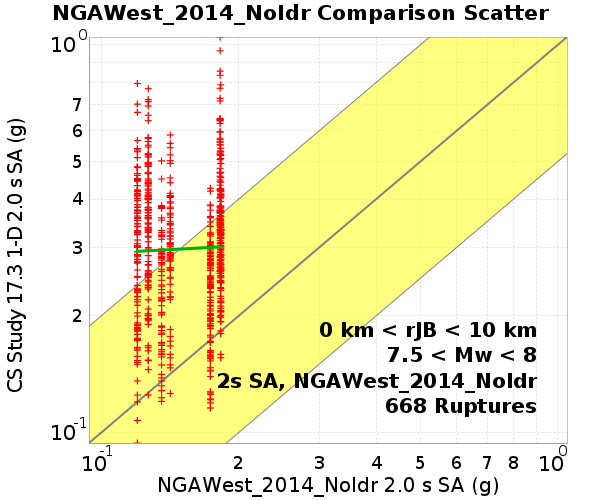 NGAWest_2014_NoIdr Comparison Scatter
10⁰
7
6
5
4
3
2
10⁻¹
CS Study 17.3 1-D 2.0 s SA (g)
0 km < rJB < 10 km
7.5 < Mw < 8
2s SA, NGAWest_2014_NoIdr
668 Ruptures
10⁻¹ 2 3 4 5 6 7 8 10⁰
NGAWest_2014_NoIdr 2.0 s SA (g)